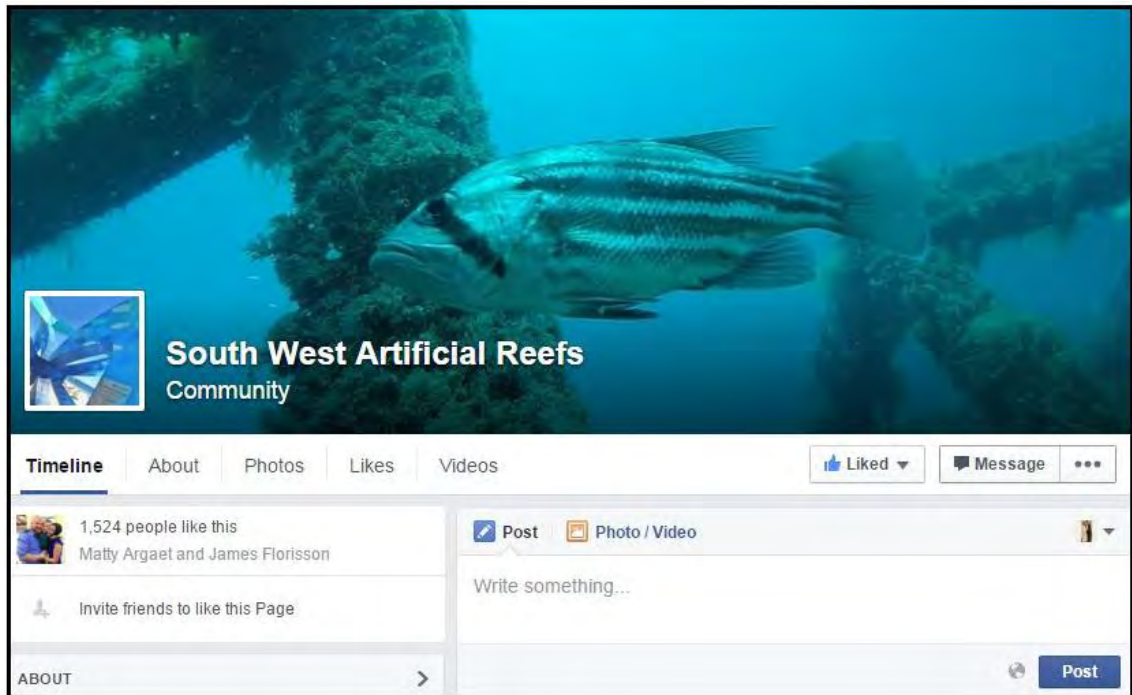 South West Artificial Reefs
Community
Timeline About Photos Likes Videos Liked Message
1,524 people like this
Matty Argaet and James Florisson
Invite friends to like this Page
ABOUT
Post Photo / Video
Write something...
Post